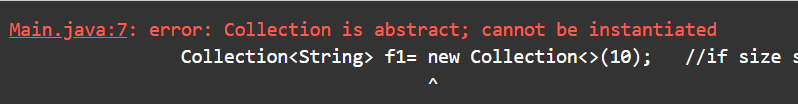 Main.java:7: error: Collection is abstract; cannot be instantiated
Collection<String> f1= new Collection<>(10);   //if size
^